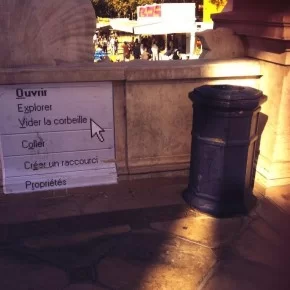 Ouvrir
Explorer
Vider la corbeille
Coller
Créer un raccourci
Propriétés